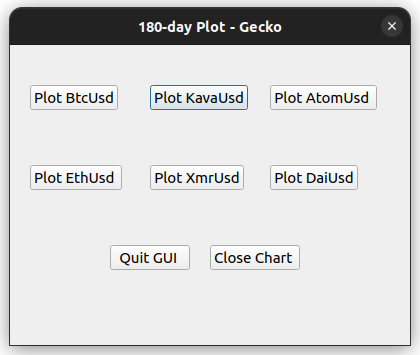 180-day Plot - Gecko
Plot BtcUsd Plot KavaUsd Plot AtomUsd
Plot EthUsd Plot XmrUsd Plot DaiUsd
Quit GUI Close Chart